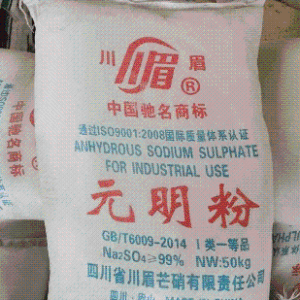 川 川眉 眉
®
中国驰名商标
通过ISO9001:2008国际质量体系认证
ANHYDROUS SODIUM SULPHATE
FOR INDUSTRIAL USE
元明粉
GB/T6009-2014 Ⅰ类一等品
Na₂SO₄≥99% NW:50kg
四川省川眉芒硝有限责任公司